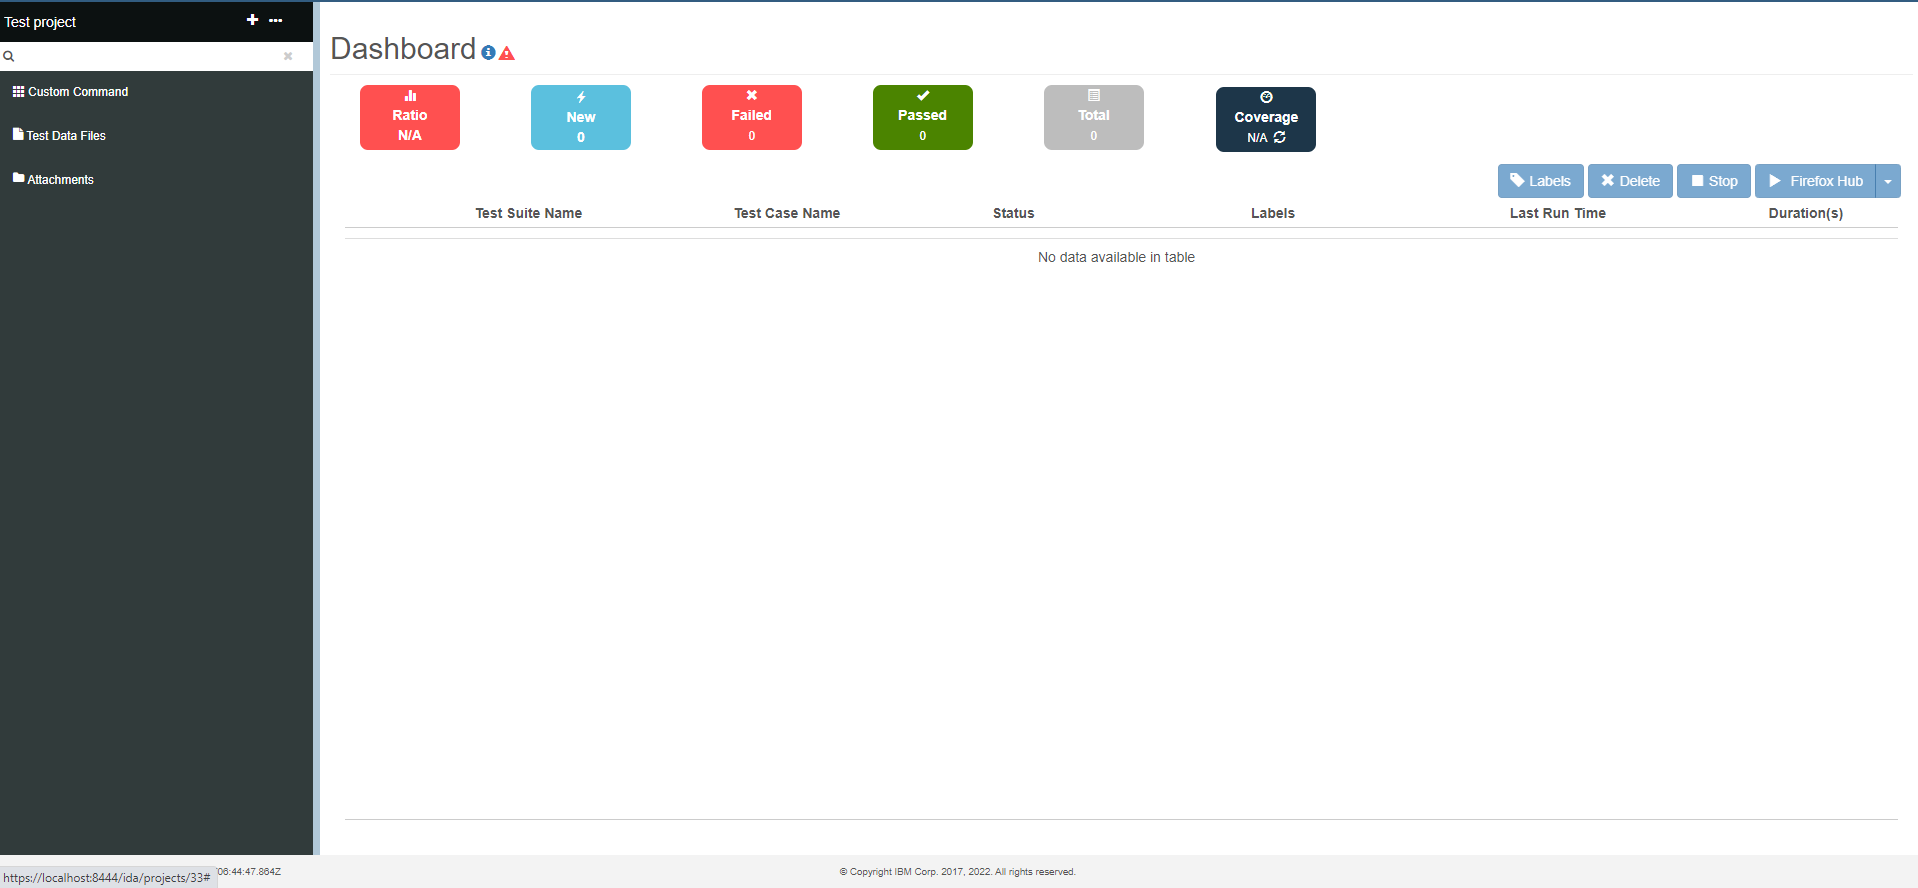 Test project
Custom Command
Test Data Files
Attachments
Dashboard
Ratio
N/A
New
0
Failed
0
Passed
0
Total
0
Coverage
N/A
Labels Delete Stop Firefox Hub
Test Suite Name Test Case Name Status Labels Last Run Time Duration(s)
No data available in table
https://localhost:8444/ida/projects/33#
06:44:47.864Z
© Copyright IBM Corp. 2017, 2022. All rights reserved.